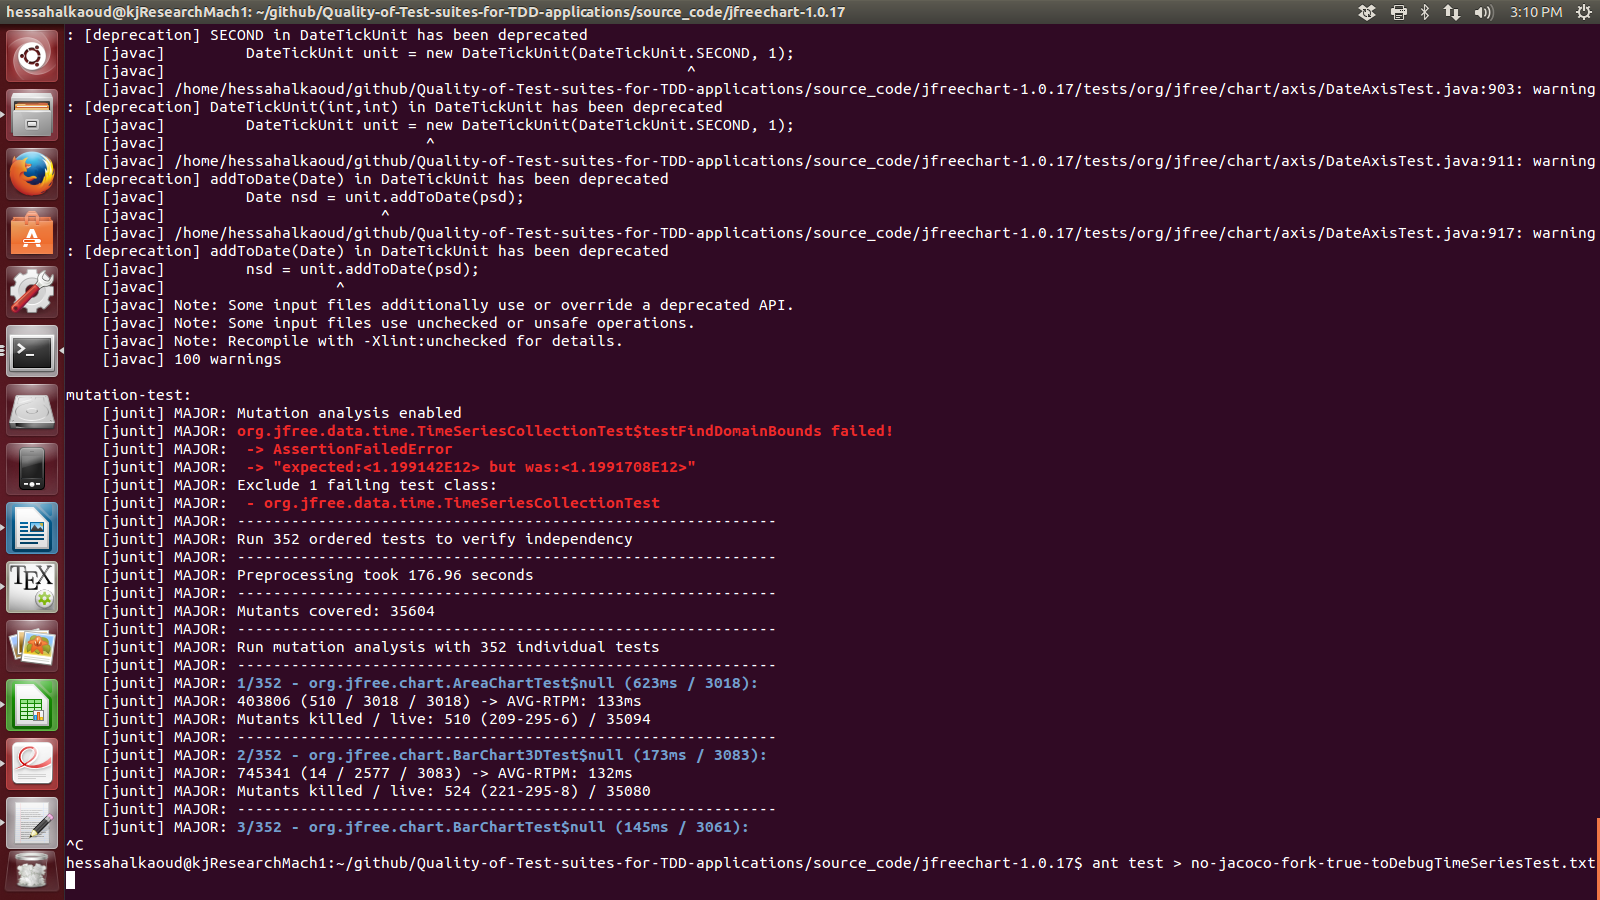 hessahalkaoud@kjResearchMach1: ~/github/Quality-of-Test-suites-for-TDD-applications/source_code/jfreechart-1.0.17
3:10 PM
: [deprecation] SECOND in DateTickUnit has been deprecated
[javac]         DateTickUnit unit = new DateTickUnit(DateTickUnit.SECOND, 1);
[javac]                                                          ^
[javac] /home/hessahalkaoud/github/Quality-of-Test-suites-for-TDD-applications/source_code/jfreechart-1.0.17/tests/org/jfree/chart/axis/DateAxisTest.java:903: warning
: [deprecation] DateTickUnit(int,int) in DateTickUnit has been deprecated
[javac]         DateTickUnit unit = new DateTickUnit(DateTickUnit.SECOND, 1);
[javac]                             ^
[javac] /home/hessahalkaoud/github/Quality-of-Test-suites-for-TDD-applications/source_code/jfreechart-1.0.17/tests/org/jfree/chart/axis/DateAxisTest.java:911: warning
: [deprecation] addToDate(Date) in DateTickUnit has been deprecated
[javac]         Date nsd = unit.addToDate(psd);
[javac]                        ^
[javac] /home/hessahalkaoud/github/Quality-of-Test-suites-for-TDD-applications/source_code/jfreechart-1.0.17/tests/org/jfree/chart/axis/DateAxisTest.java:917: warning
: [deprecation] addToDate(Date) in DateTickUnit has been deprecated
[javac]         nsd = unit.addToDate(psd);
[javac]                   ^
[javac] Note: Some input files additionally use or override a deprecated API.
[javac] Note: Some input files use unchecked or unsafe operations.
[javac] Note: Recompile with -Xlint:unchecked for details.
[javac] 100 warnings
mutation-test:
[junit] MAJOR: Mutation analysis enabled
[junit] MAJOR: org.jfree.data.time.TimeSeriesCollectionTest$testFindDomainBounds failed!
[junit] MAJOR:  -> AssertionFailedError
[junit] MAJOR:  -> "expected:<1.199142E12> but was:<1.1991708E12>"
[junit] MAJOR: Exclude 1 failing test class:
[junit] MAJOR:  - org.jfree.data.time.TimeSeriesCollectionTest
[junit] MAJOR: ------------------------------------------------------------
[junit] MAJOR: Run 352 ordered tests to verify independency
[junit] MAJOR: ------------------------------------------------------------
[junit] MAJOR: Preprocessing took 176.96 seconds
[junit] MAJOR: ------------------------------------------------------------
[junit] MAJOR: Mutants covered: 35604
[junit] MAJOR: ------------------------------------------------------------
[junit] MAJOR: Run mutation analysis with 352 individual tests
[junit] MAJOR: ------------------------------------------------------------
[junit] MAJOR: 1/352 - org.jfree.chart.AreaChartTest$null (623ms / 3018):
[junit] MAJOR: 403806 (510 / 3018 / 3018) -> AVG-RTPM: 133ms
[junit] MAJOR: Mutants killed / live: 510 (209-295-6) / 35094
[junit] MAJOR: ------------------------------------------------------------
[junit] MAJOR: 2/352 - org.jfree.chart.BarChart3DTest$null (173ms / 3083):
[junit] MAJOR: 745341 (14 / 2577 / 3083) -> AVG-RTPM: 132ms
[junit] MAJOR: Mutants killed / live: 524 (221-295-8) / 35080
[junit] MAJOR: ------------------------------------------------------------
[junit] MAJOR: 3/352 - org.jfree.chart.BarChartTest$null (145ms / 3061):
^C
hessahalkaoud@kjResearchMach1:~/github/Quality-of-Test-suites-for-TDD-applications/source_code/jfreechart-1.0.17$ ant test > no-jacoco-fork-true-toDebugTimeSeriesTest.txt
TEX